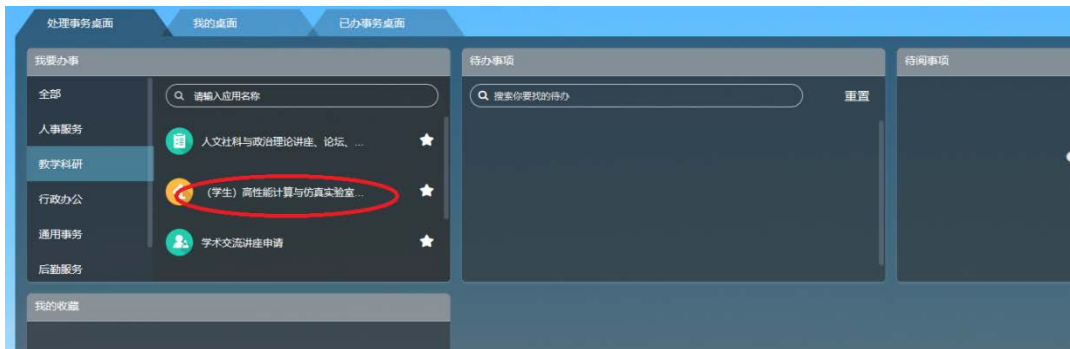 处理事务桌面
我的桌面
已办事务桌面
我要办事
全部
人事服务
教学科研
行政办公
通用事务
后勤服务
请输入应用名称
人文社科与政治理论讲座、论坛、...
（学生）高性能计算与仿真实验室...
学术交流讲座申请
待办事项
搜索你要找的待办
重置
待阅事项
我的收藏